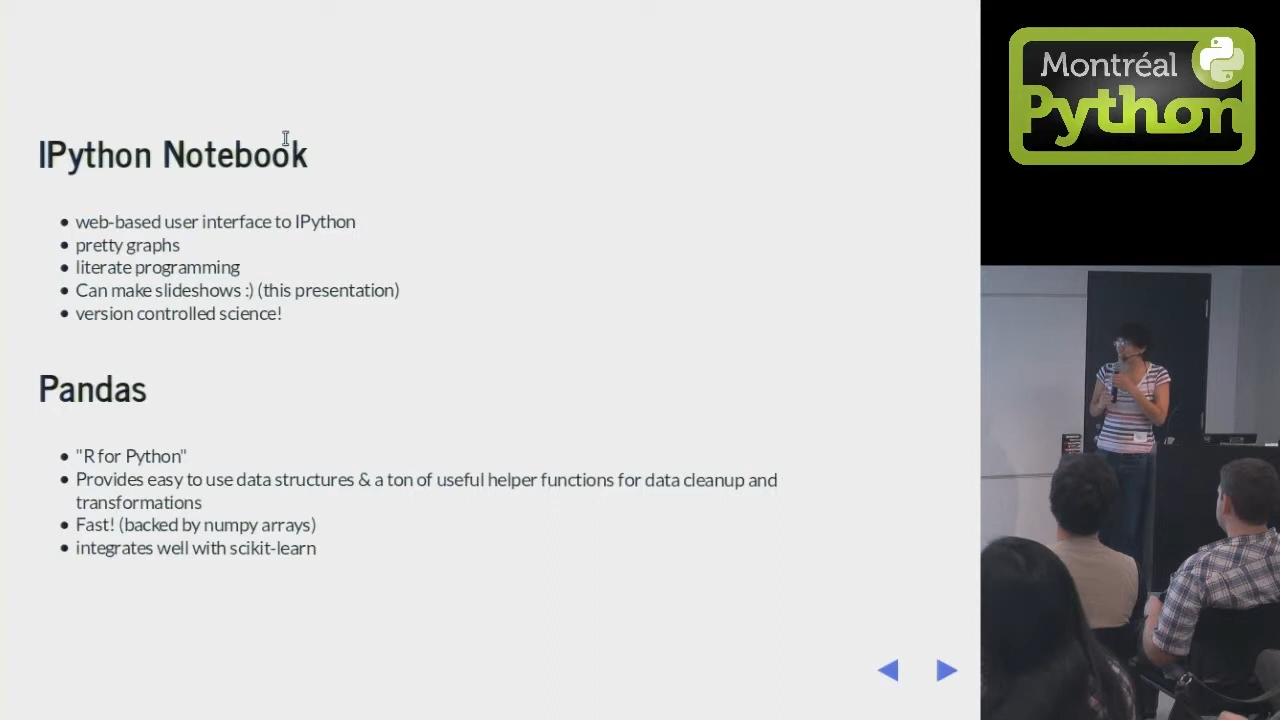 IPython Notebook
• web-based user interface to IPython
• pretty graphs
• literate programming
• Can make slideshows :) (this presentation)
• version controlled science!
Pandas
• "R for Python"
• Provides easy to use data structures & a ton of useful helper functions for data cleanup and
transformations
• Fast! (backed by numpy arrays)
• integrates well with scikit-learn
Montréal
Python